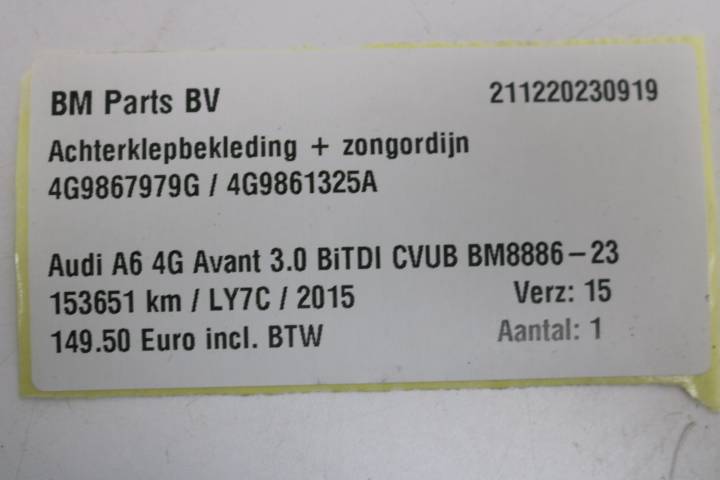 BM Parts BV 211220230919
Achterklepbekleding + zongordijn
4G9867979G / 4G9861325A
Audi A6 4G Avant 3.0 BiTDI CVUB BM8886-23
153651 km / LY7C / 2015 Verz: 15
149.50 Euro incl. BTW Aantal: 1